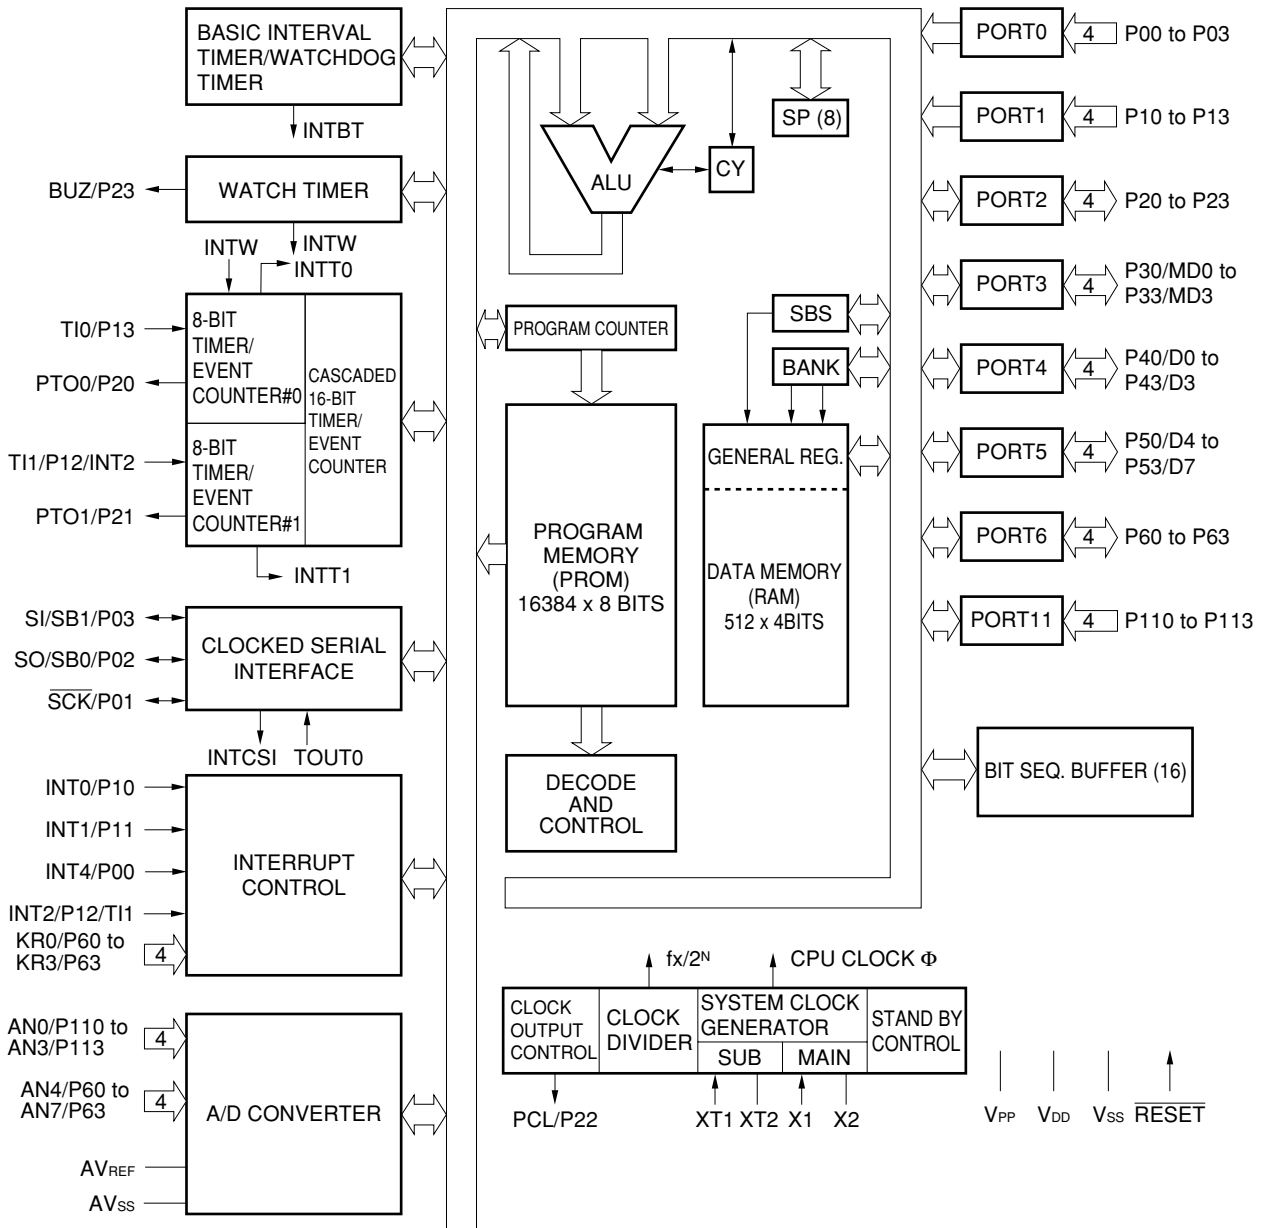 BASIC INTERVAL
TIMER/WATCHDOG
TIMER
INTBT
BUZ/P23
WATCH TIMER
INTW
INTW
INTT0
TI0/P13
PTO0/P20
TI1/P12/INT2
PTO1/P21
8-BIT
TIMER/
EVENT
COUNTER#0
8-BIT
TIMER/
EVENT
COUNTER#1
CASCADED
16-BIT
TIMER/
EVENT
COUNTER
INTT1
SI/SB1/P03
SO/SB0/P02
S̅C̅K̅/P01
CLOCKED SERIAL
INTERFACE
INTCSI
TOUT0
INT0/P10
INT1/P11
INT4/P00
INT2/P12/TI1
KR0/P60 to
KR3/P63
4
INTERRUPT
CONTROL
AN0/P110 to
AN3/P113
4
AN4/P60 to
AN7/P63
4
AVREF
AVSS
A/D CONVERTER
ALU
CY
SP (8)
PROGRAM COUNTER
PROGRAM
MEMORY
(PROM)
16384 x 8 BITS
DECODE
AND
CONTROL
SBS
BANK
GENERAL REG.
DATA MEMORY
(RAM)
512 x 4BITS
PORT0
4
P00 to P03
PORT1
4
P10 to P13
PORT2
4
P20 to P23
PORT3
4
P30/MD0 to
P33/MD3
PORT4
4
P40/D0 to
P43/D3
PORT5
4
P50/D4 to
P53/D7
PORT6
4
P60 to P63
PORT11
4
P110 to P113
BIT SEQ. BUFFER (16)
fx/2ᴺ
CPU CLOCK Φ
CLOCK
OUTPUT
CONTROL
CLOCK
DIVIDER
SYSTEM CLOCK
GENERATOR
SUB
MAIN
STAND BY
CONTROL
PCL/P22
XT1
XT2
X1
X2
VPP
VDD
VSS
R̅E̅S̅E̅T̅